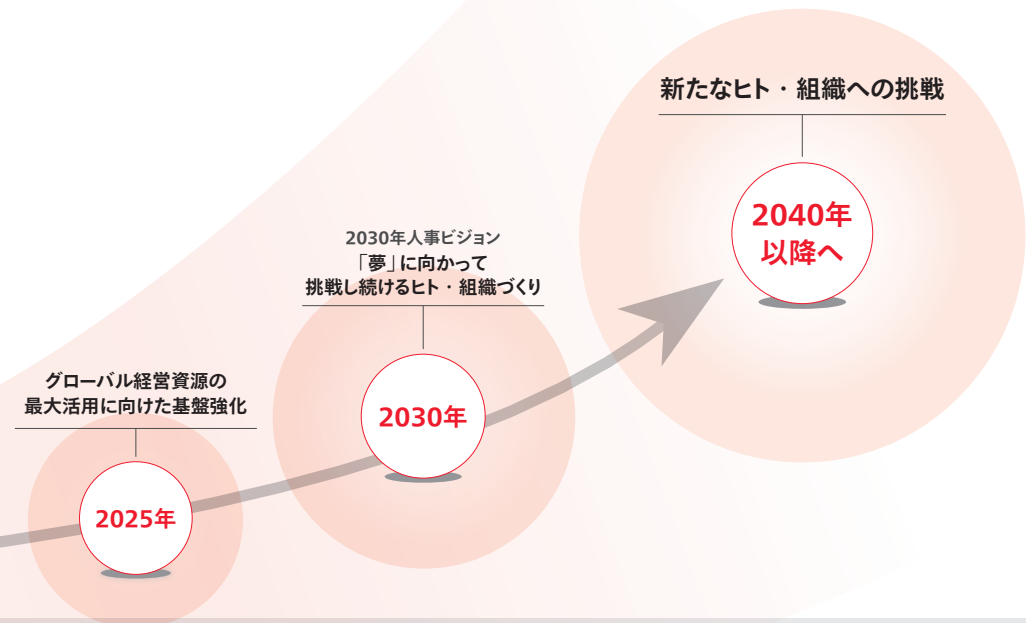 新たなヒト・組織への挑戦
2040年
以降へ
2030年人事ビジョン
「夢」に向かって
挑戦し続けるヒト・組織づくり
2030年
グローバル経営資源の
最大活用に向けた基盤強化
2025年